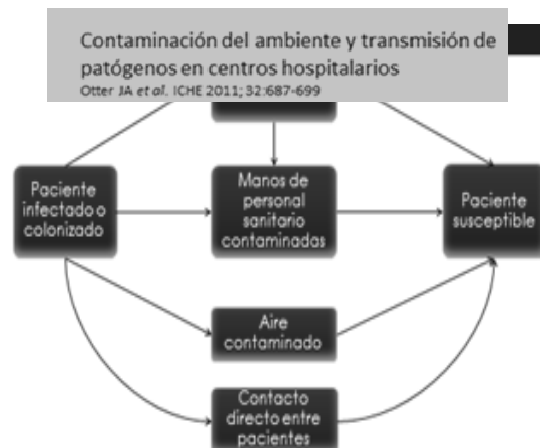 Contaminación del ambiente y transmisión de
patógenos en centros hospitalarios
Otter JA et al. ICHE 2011; 32:687-699
Paciente
infectado o
colonizado
Manos de
personal
sanitario
contaminadas
Paciente
susceptible
Aire
contaminado
Contacto
directo entre
pacientes